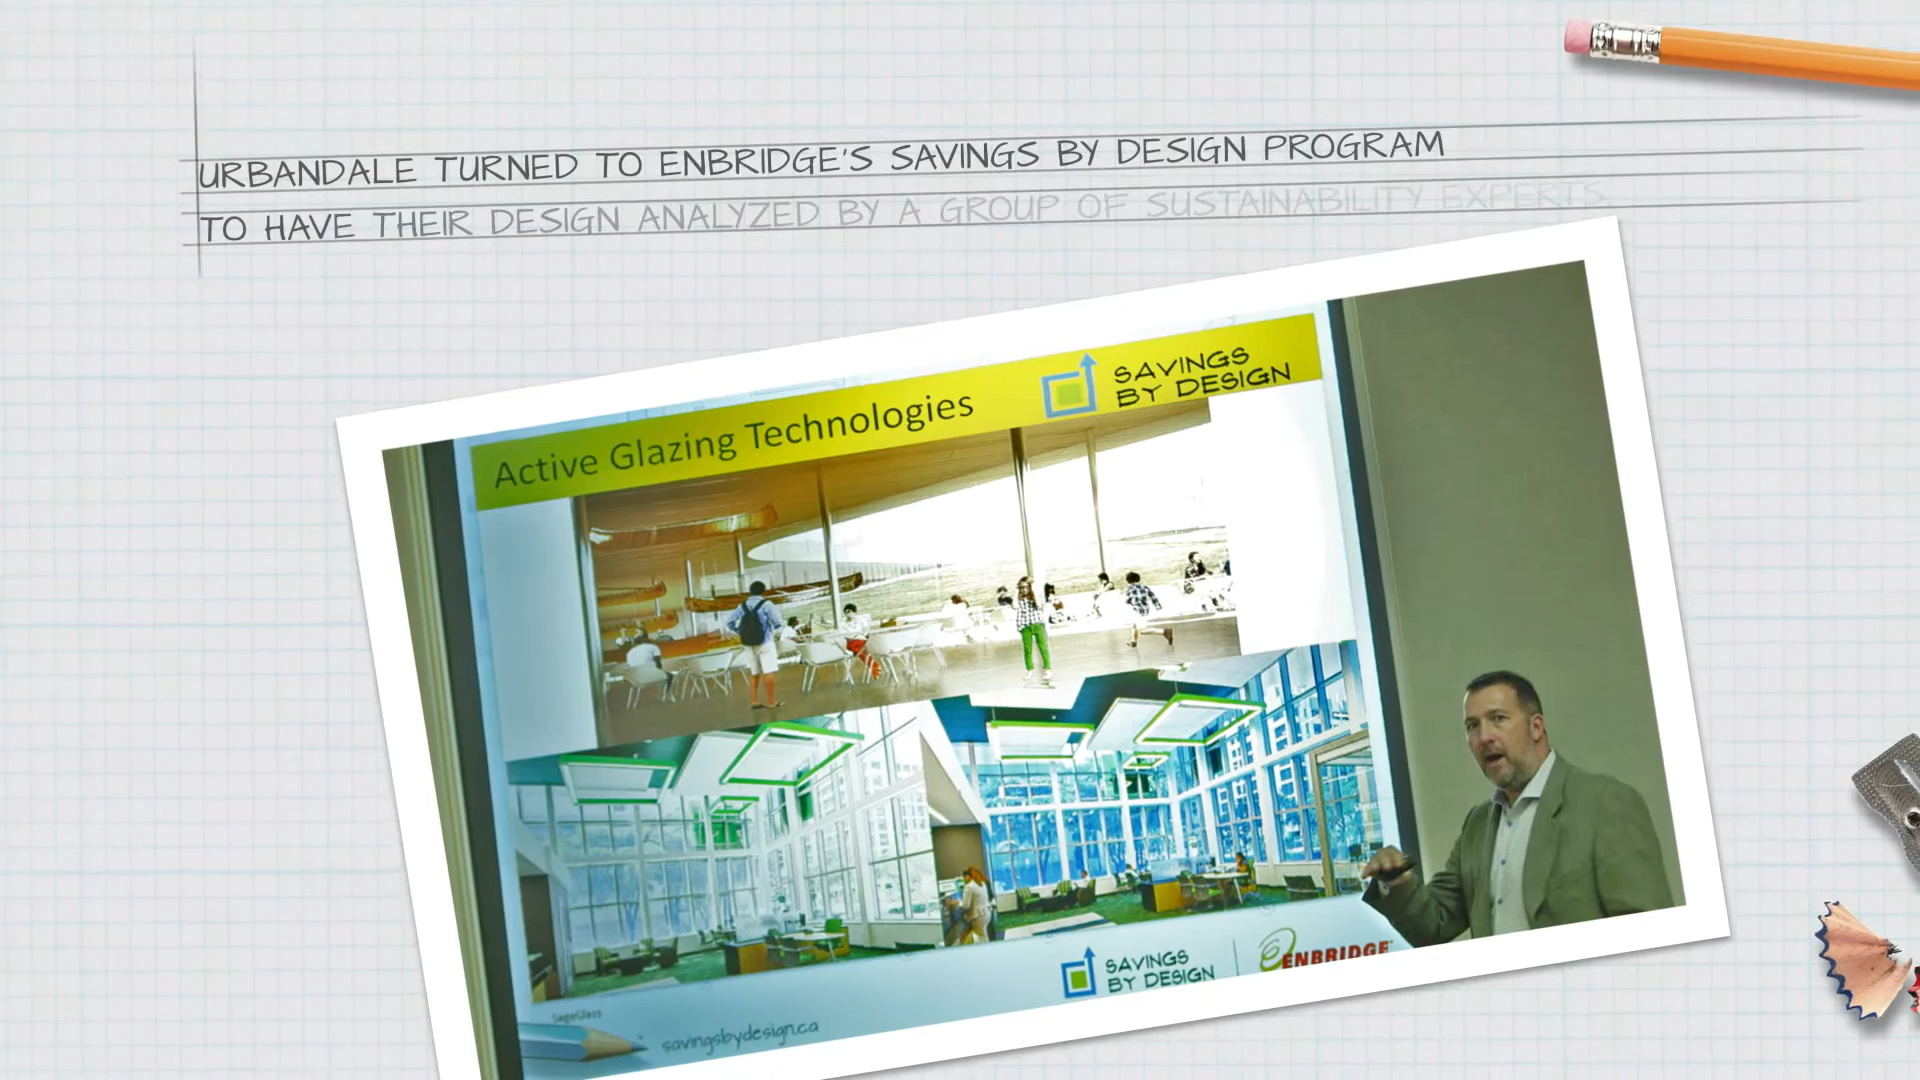 URBANDALE TURNED TO ENBRIDGE'S SAVINGS BY DESIGN PROGRAM
TO HAVE THEIR DESIGN ANALYZED BY A GROUP OF SUSTAINABILITY EXPERTS.
Active Glazing Technologies
SAVINGS
BY DESIGN
SageGlass
savingsbydesign.ca
SAVINGS
BY DESIGN
ENBRIDGE